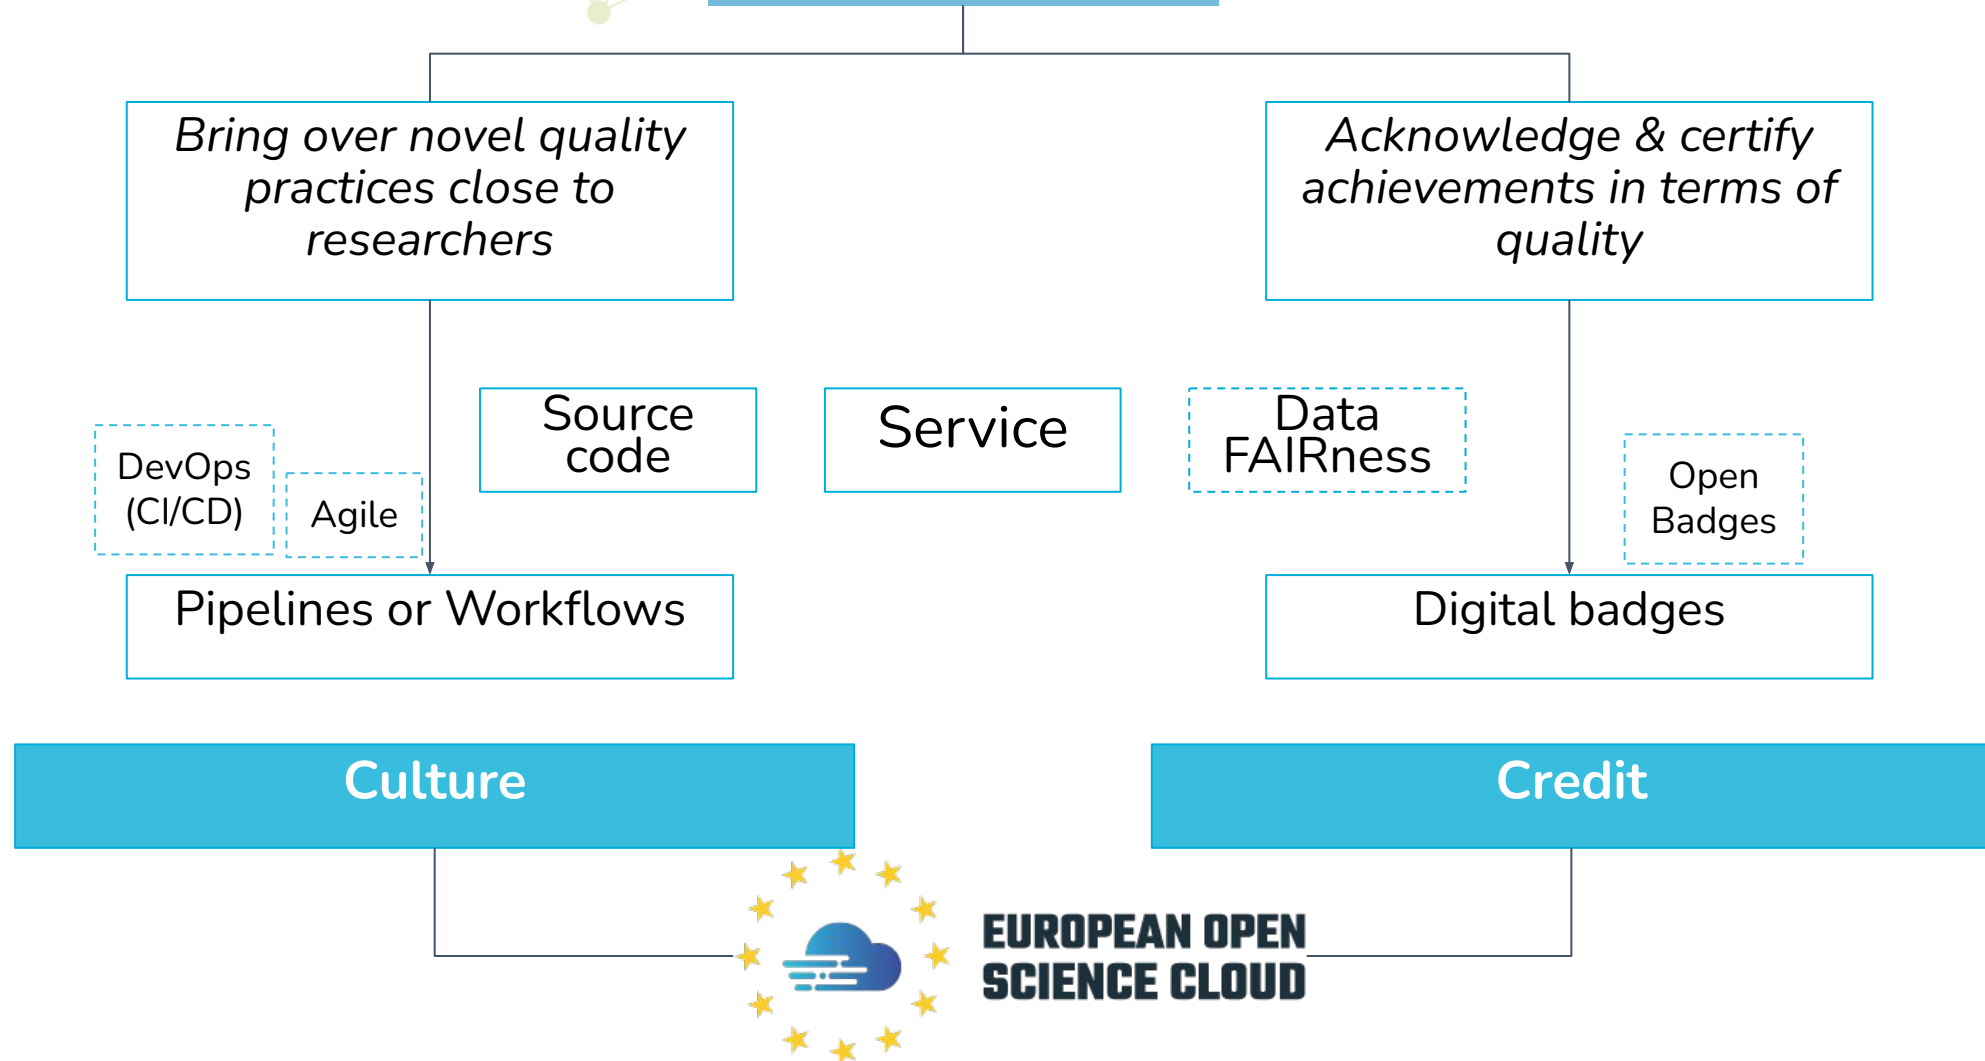 Bring over novel quality
practices close to
researchers
Acknowledge & certify
achievements in terms of
quality
Source
code
Service
Data
FAIRness
DevOps
(CI/CD)
Agile
Open
Badges
Pipelines or Workflows
Digital badges
Culture
Credit
EUROPEAN OPEN
SCIENCE CLOUD